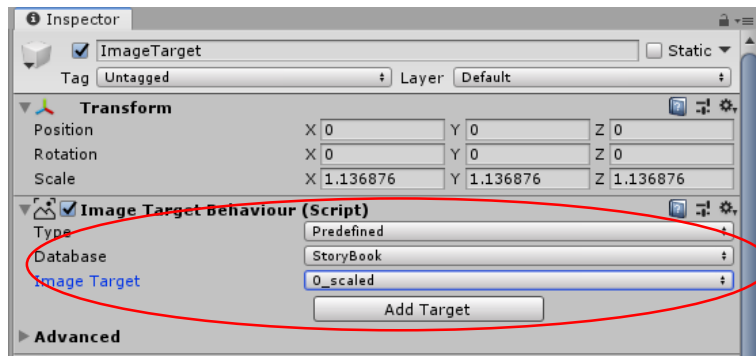 Inspector
ImageTarget Static
Tag Untagged Layer Default
Transform
Position X 0 Y 0 Z 0
Rotation X 0 Y 0 Z 0
Scale X 1.136876 Y 1.136876 Z 1.136876
Image Target Behaviour (Script)
Type Predefined
Database StoryBook
Image Target 0_scaled
Add Target
Advanced